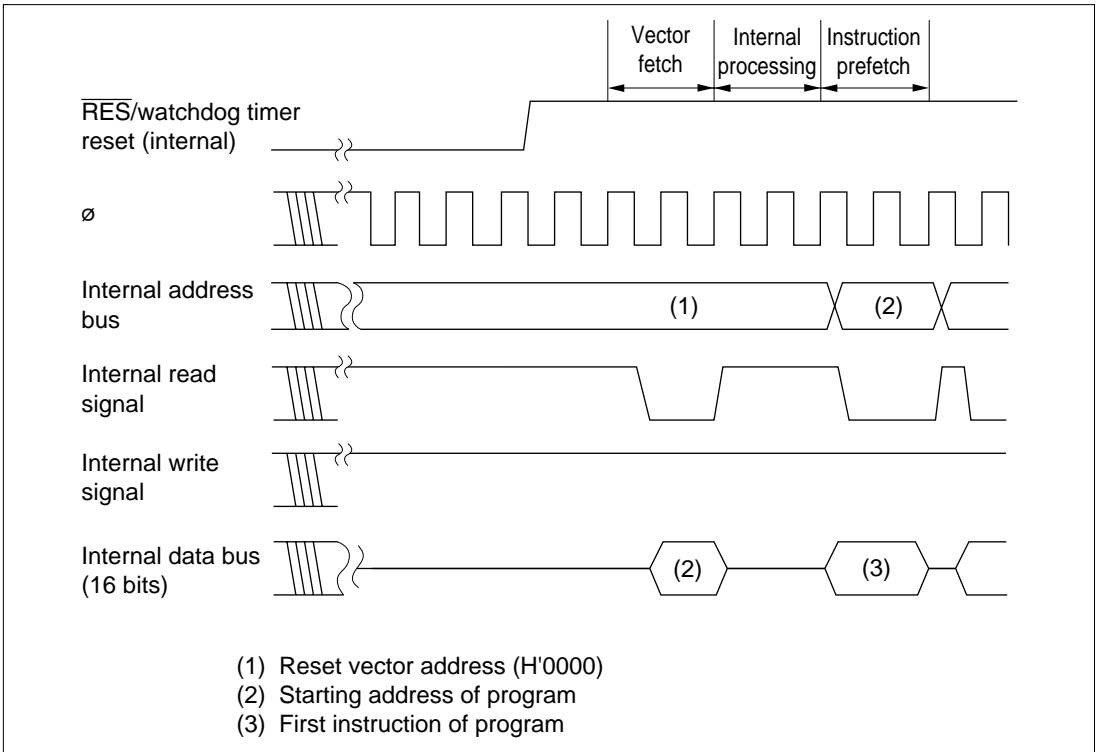 Vector fetch
Internal processing
Instruction prefetch
RES/watchdog timer
reset (internal)
ø
Internal address
bus
(1)
(2)
Internal read
signal
Internal write
signal
Internal data bus
(16 bits)
(2)
(3)
(1) Reset vector address (H'0000)
(2) Starting address of program
(3) First instruction of program